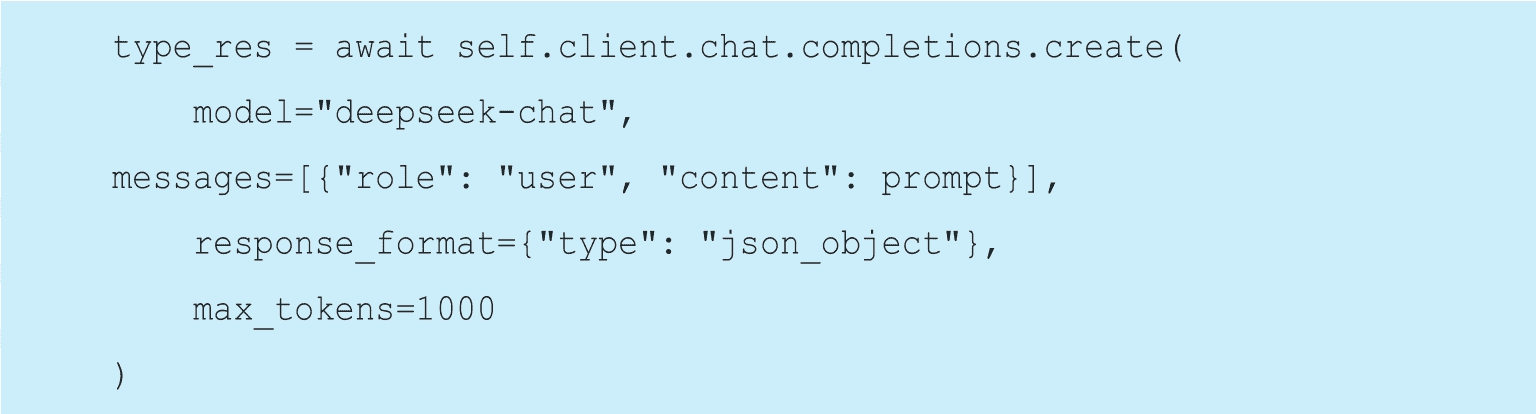 type_res = await self.client.chat.completions.create(
    model="deepseek-chat",
messages=[{"role": "user", "content": prompt}],
    response_format={"type": "json_object"},
    max_tokens=1000
)